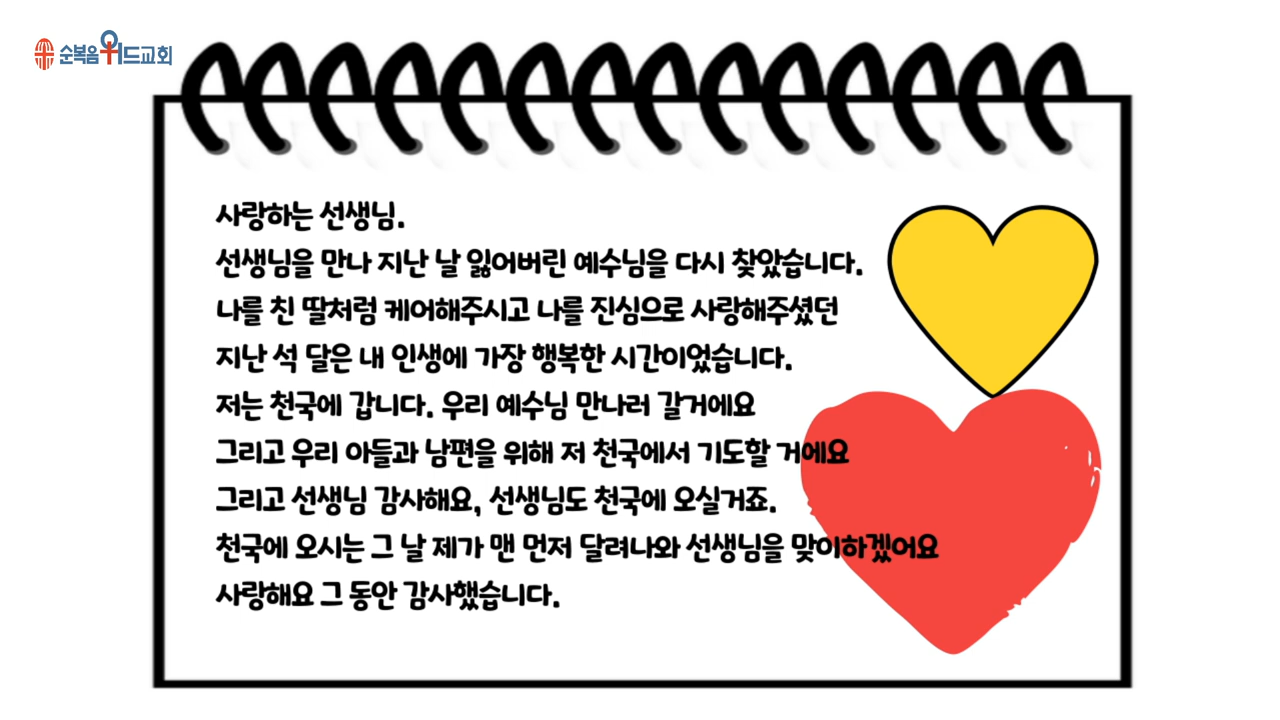 순복음위드교회
사랑하는 선생님.
선생님을 만나 지난 날 잃어버린 예수님을 다시 찾았습니다.
나를 친 딸처럼 케어해주시고 나를 진심으로 사랑해주셨던
지난 석 달은 내 인생에 가장 행복한 시간이었습니다.
저는 천국에 갑니다. 우리 예수님 만나러 갈거에요
그리고 우리 아들과 남편을 위해 저 천국에서 기도할 거에요
그리고 선생님 감사해요, 선생님도 천국에 오실거죠.
천국에 오시는 그 날 제가 맨 먼저 달려나와 선생님을 맞이하겠어요
사랑해요 그 동안 감사했습니다.